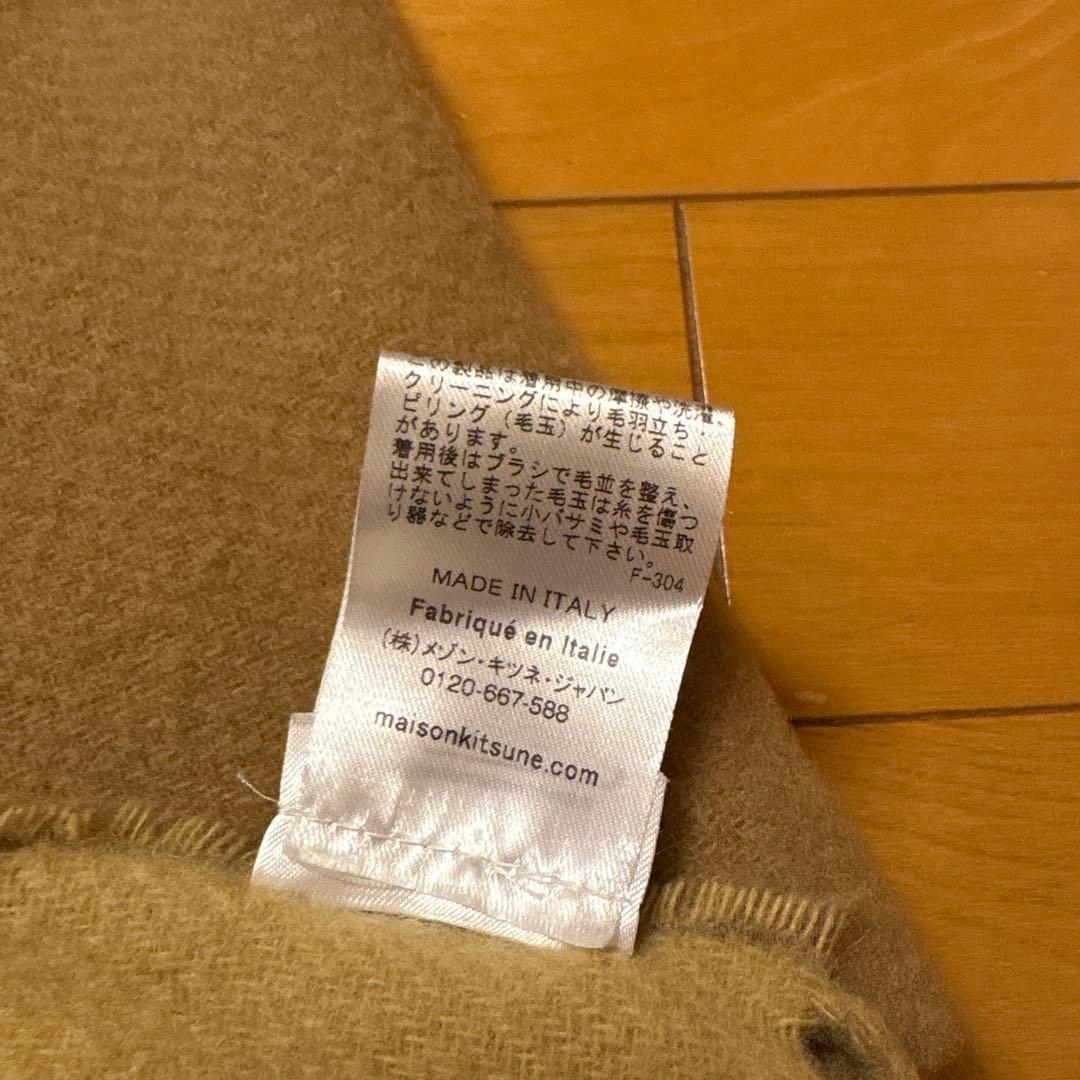 この製品は着用中の摩擦や洗濯、
クリーニングにより毛羽立ち・
ピリング（毛玉）が生じること
があります。
着用後はブラシで毛並を整え、
出来てしまった毛玉は糸を傷つ
けないように小バサミや毛玉取
り器などで除去して下さい。
F-304
MADE IN ITALY
Fabriqué en Italie
(株)メゾン・キツネ・ジャパン
0120-667-588
maisonkitsune.com